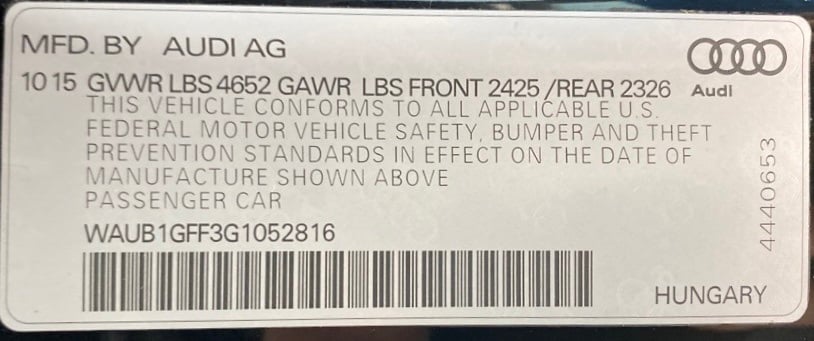 MFD. BY AUDI AG
10 15 GVWR LBS 4652 GAWR LBS FRONT 2425 /REAR 2326
Audi
THIS VEHICLE CONFORMS TO ALL APPLICABLE U.S.
FEDERAL MOTOR VEHICLE SAFETY, BUMPER AND THEFT
PREVENTION STANDARDS IN EFFECT ON THE DATE OF
MANUFACTURE SHOWN ABOVE
PASSENGER CAR
WAUB1GFF3G1052816
HUNGARY
4440653